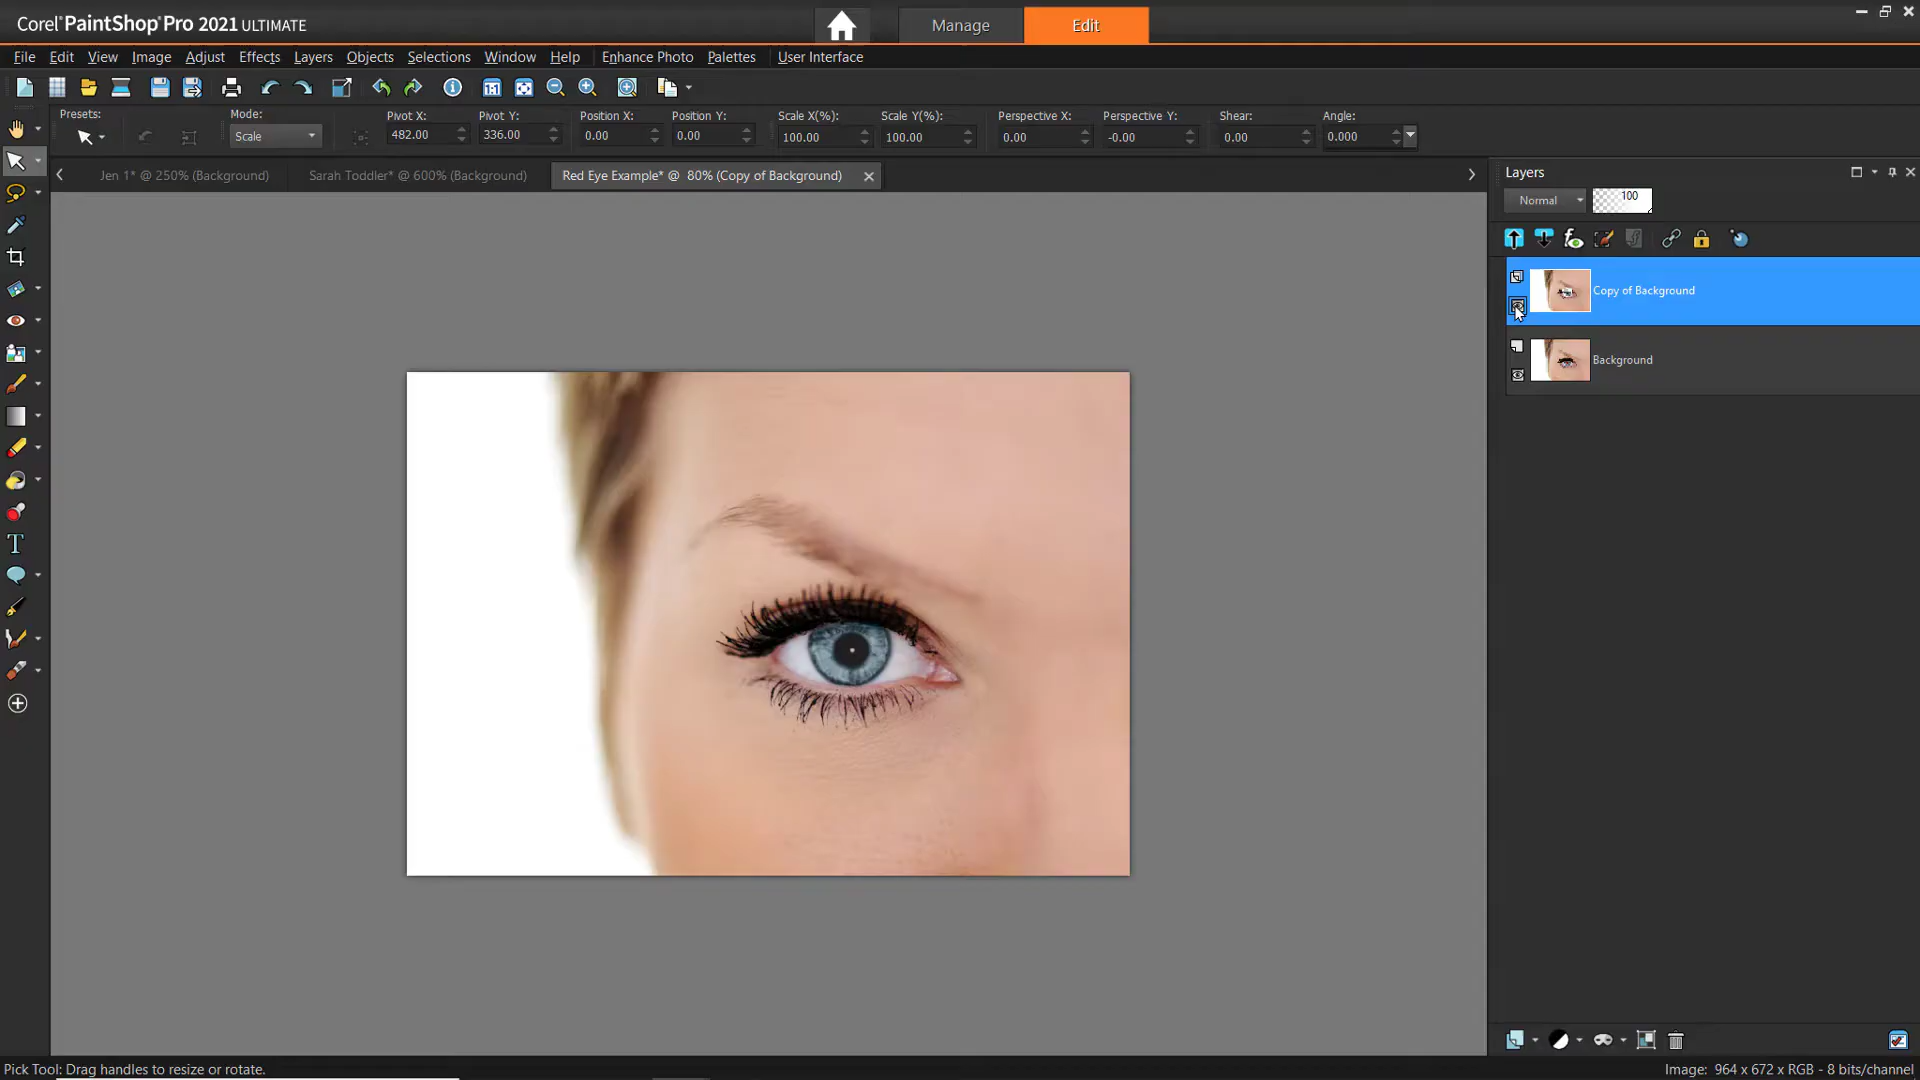 Corel PaintShop Pro 2021 ULTIMATE
Manage
Edit
File Edit View Image Adjust Effects Layers Objects Selections Window Help Enhance Photo Palettes User Interface
Presets:
Mode:
Scale
Pivot X:
482.00
Pivot Y:
336.00
Position X:
0.00
Position Y:
0.00
Scale X(%):
100.00
Scale Y(%):
100.00
Perspective X:
0.00
Perspective Y:
-0.00
Shear:
0.00
Angle:
0.000
Jen 1* @ 250% (Background)
Sarah Toddler* @ 600% (Background)
Red Eye Example* @ 80% (Copy of Background)
Layers
Normal
100
Copy of Background
Background
Pick Tool: Drag handles to resize or rotate.
Image: 964 x 672 x RGB - 8 bits/channel